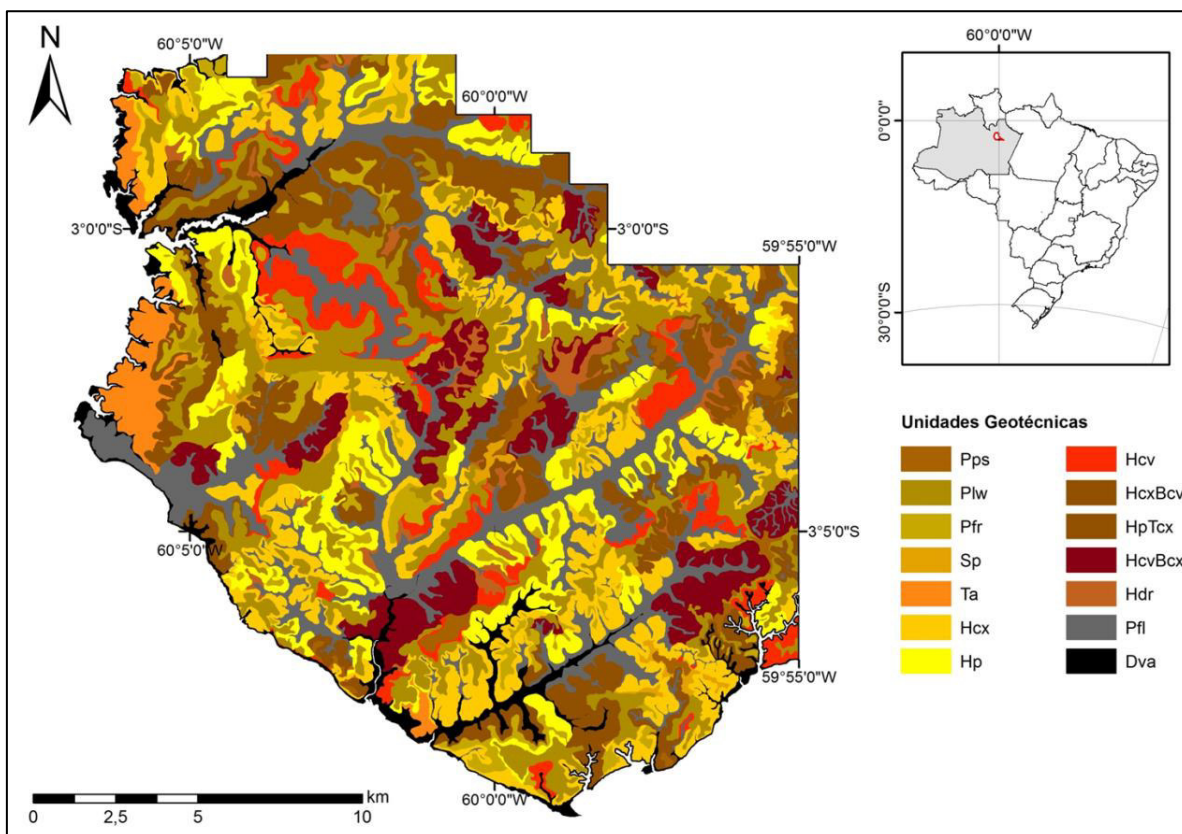 N
60°5'0"W
60°0'0"W
3°0'0"S
3°0'0"S
59°55'0"W
3°5'0"S
60°5'0"W
59°55'0"W
60°0'0"W
km
0 2,5 5 10
60°0'0"W
0°0'0"
30°0'0"S
Unidades Geotécnicas
Pps
Plw
Pfr
Sp
Ta
Hcx
Hp
Hcv
HcxBcv
HpTcx
HcvBcx
Hdr
Pfl
Dva